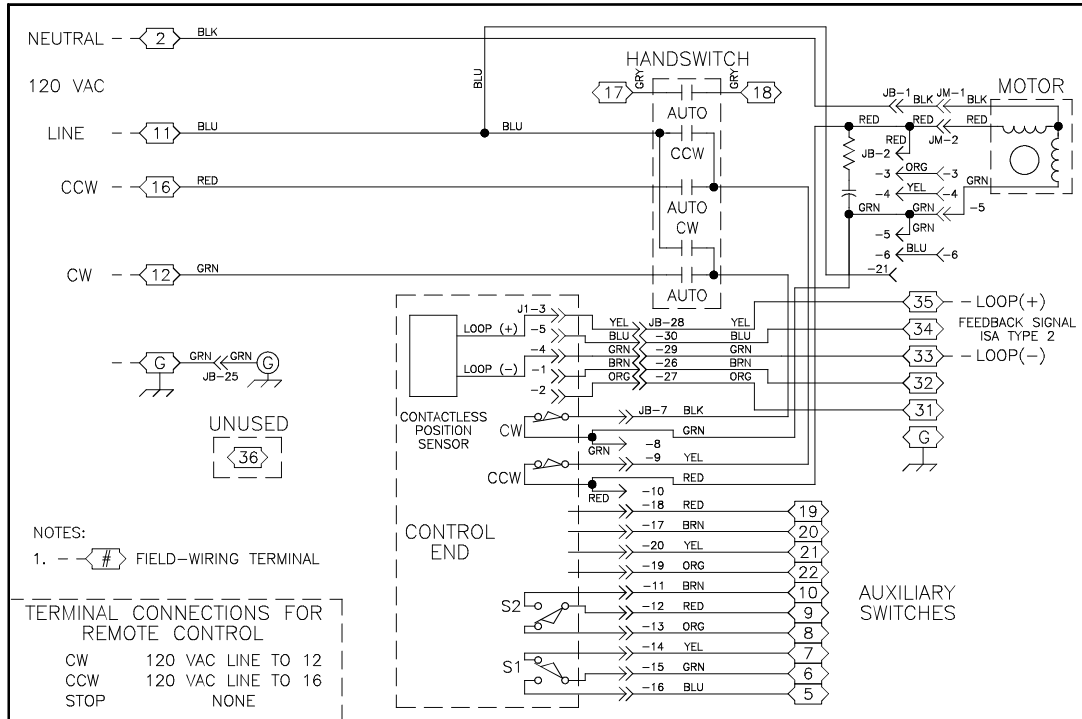 NEUTRAL
2
BLK
120 VAC
BLU
HANDSWITCH
17
GRY
GRY
18
AUTO
LINE
11
BLU
BLU
CCW
CCW
16
RED
AUTO
CW
CW
12
GRN
AUTO
MOTOR
JB-1
JM-1
BLK
BLK
RED
RED
RED
RED
RED
JM-2
JB-2
-3
ORG
-3
-4
YEL
-4
GRN
GRN
GRN
-5
-5
GRN
-6
BLU
-6
-21
G
GRN
GRN
G
JB-25
UNUSED
36
LOOP (+)
LOOP (-)
CONTACTLESS
POSITION
SENSOR
J1-3
-5
-4
-1
-2
YEL
JB-28
YEL
BLU
-30
BLU
GRN
-29
GRN
BRN
-26
BRN
ORG
-27
ORG
35
LOOP(+)
34
FEEDBACK SIGNAL
ISA TYPE 2
33
LOOP(-)
32
31
G
CW
JB-7
BLK
GRN
GRN
-8
CCW
-9
YEL
RED
RED
-10
CONTROL
END
-18
RED
19
-17
BRN
20
-20
YEL
21
-19
ORG
22
-11
BRN
10
S2
-12
RED
9
-13
ORG
8
-14
YEL
7
S1
-15
GRN
6
-16
BLU
5
AUXILIARY
SWITCHES
NOTES:
1. # FIELD-WIRING TERMINAL
TERMINAL CONNECTIONS FOR
REMOTE CONTROL
CW 120 VAC LINE TO 12
CCW 120 VAC LINE TO 16
STOP NONE